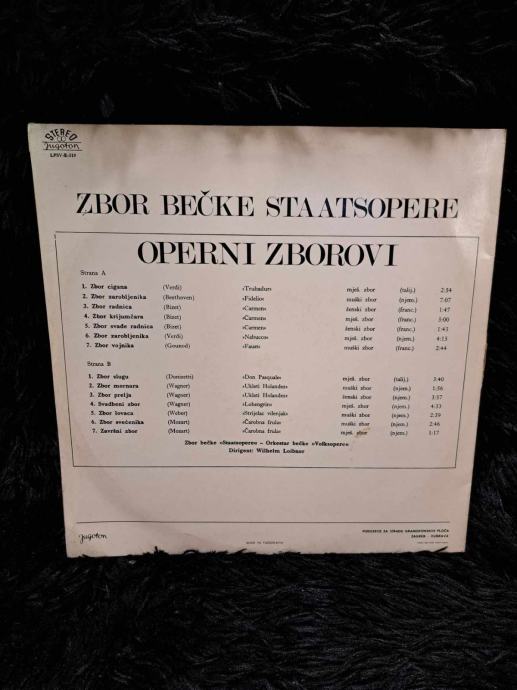 STEREO
Jugoton
LPSV-B-519
ZBOR BEČKE STAATSOPERE
OPERNI ZBOROVI
Strana A
1. Zbor cigana (Verdi) »Trubadur« mješ. zbor (talij.) 2:54
2. Zbor zarobljenika (Beethoven) »Fidelio« muški zbor (njem.) 7:07
3. Zbor radnica (Bizet) »Carmen« ženski zbor (franc.) 1:47
4. Zbor krijumčara (Bizet) »Carmen« mješ. zbor (franc.) 5:00
5. Zbor svađe radnica (Bizet) »Carmen« ženski zbor (franc.) 1:43
6. Zbor zarobljenika (Verdi) »Nabucco« mješ. zbor (njem.) 4:13
7. Zbor vojnika (Gounod) »Faust« muški zbor (franc.) 2:44
Strana B
1. Zbor slugu (Donizetti) »Don Pasquale« mješ. zbor (talij.) 3:40
2. Zbor mornara (Wagner) »Ukleti Holandez« muški zbor (njem.) 1:56
3. Zbor prelja (Wagner) »Ukleti Holandez« ženski zbor (njem.) 3:57
4. Svadbeni zbor (Wagner) »Lohengrin« mješ. zbor (njem.) 4:33
5. Zbor lovaca (Weber) »Strijelac vilenjak« muški zbor (njem.) 2:39
6. Zbor svećenika (Mozart) »Čarobna frula« muški zbor (njem.) 2:46
7. Završni zbor (Mozart) »Čarobna frula« mješ. zbor (njem.) 1:17
Zbor bečke »Staatsopere« – Orkestar bečke »Volksopere«
Dirigent: Wilhelm Loibner
Jugoton
MADE IN YUGOSLAVIA
PODUZEĆE ZA IZRADU GRAMOFONSKIH PLOČA
ZAGREB - DUBRAVA